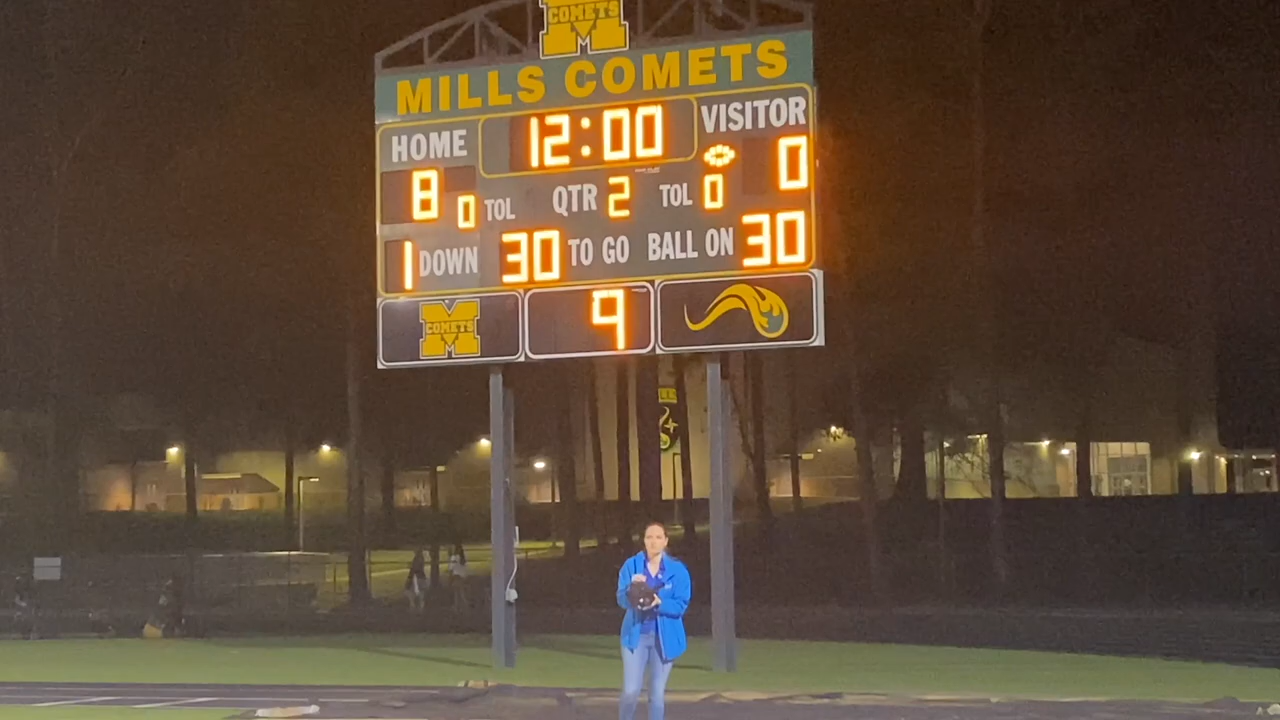 COMETS
MILLS COMETS
HOME 12:00 VISITOR
8 0 TOL QTR 2 TOL 0 0
1 DOWN 30 TO GO BALL ON 30
M COMETS 9